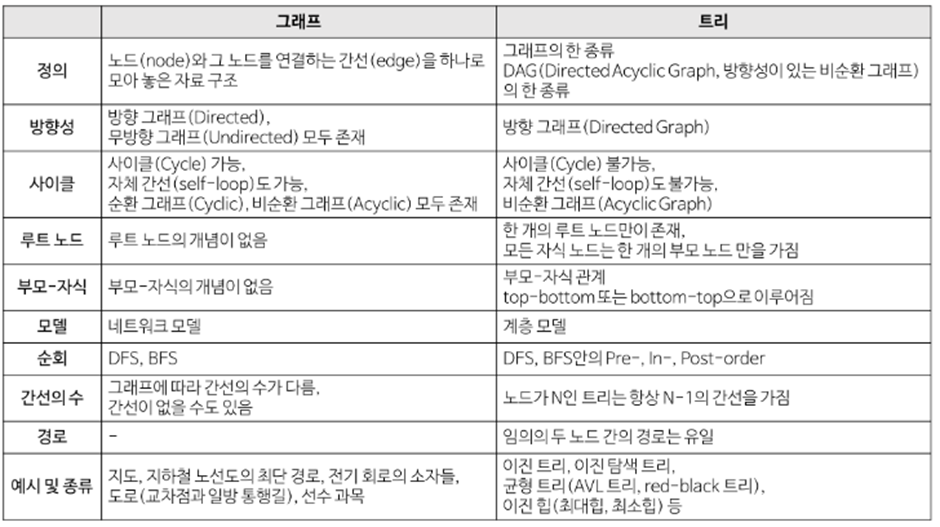 그래프
트리
정의
노드(node)와 그 노드를 연결하는 간선(edge)을 하나로
모아 놓은 자료 구조
그래프의 한 종류
DAG(Directed Acyclic Graph, 방향성이 있는 비순환 그래프)
의 한 종류
방향성
방향 그래프(Directed),
무방향 그래프(Undirected) 모두 존재
방향 그래프(Directed Graph)
사이클
사이클(Cycle) 가능,
자체 간선(self-loop)도 가능,
순환 그래프(Cyclic), 비순환 그래프(Acyclic) 모두 존재
사이클(Cycle) 불가능,
자체 간선(self-loop)도 불가능,
비순환 그래프(Acyclic Graph)
루트 노드
루트 노드의 개념이 없음
한 개의 루트 노드만이 존재,
모든 자식 노드는 한 개의 부모 노드 만을 가짐
부모-자식
부모-자식의 개념이 없음
부모-자식 관계
top-bottom 또는 bottom-top으로 이루어짐
모델
네트워크 모델
계층 모델
순회
DFS, BFS
DFS, BFS안의 Pre-, In-, Post-order
간선의 수
그래프에 따라 간선의 수가 다름,
간선이 없을 수도 있음
노드가 N인 트리는 항상 N-1의 간선을 가짐
경로
-
임의의 두 노드 간의 경로는 유일
예시 및 종류
지도, 지하철 노선도의 최단 경로, 전기 회로의 소자들,
도로(교차점과 일방 통행길), 선수 과목
이진 트리, 이진 탐색 트리,
균형 트리(AVL 트리, red-black 트리),
이진 힙(최대힙, 최소힙) 등